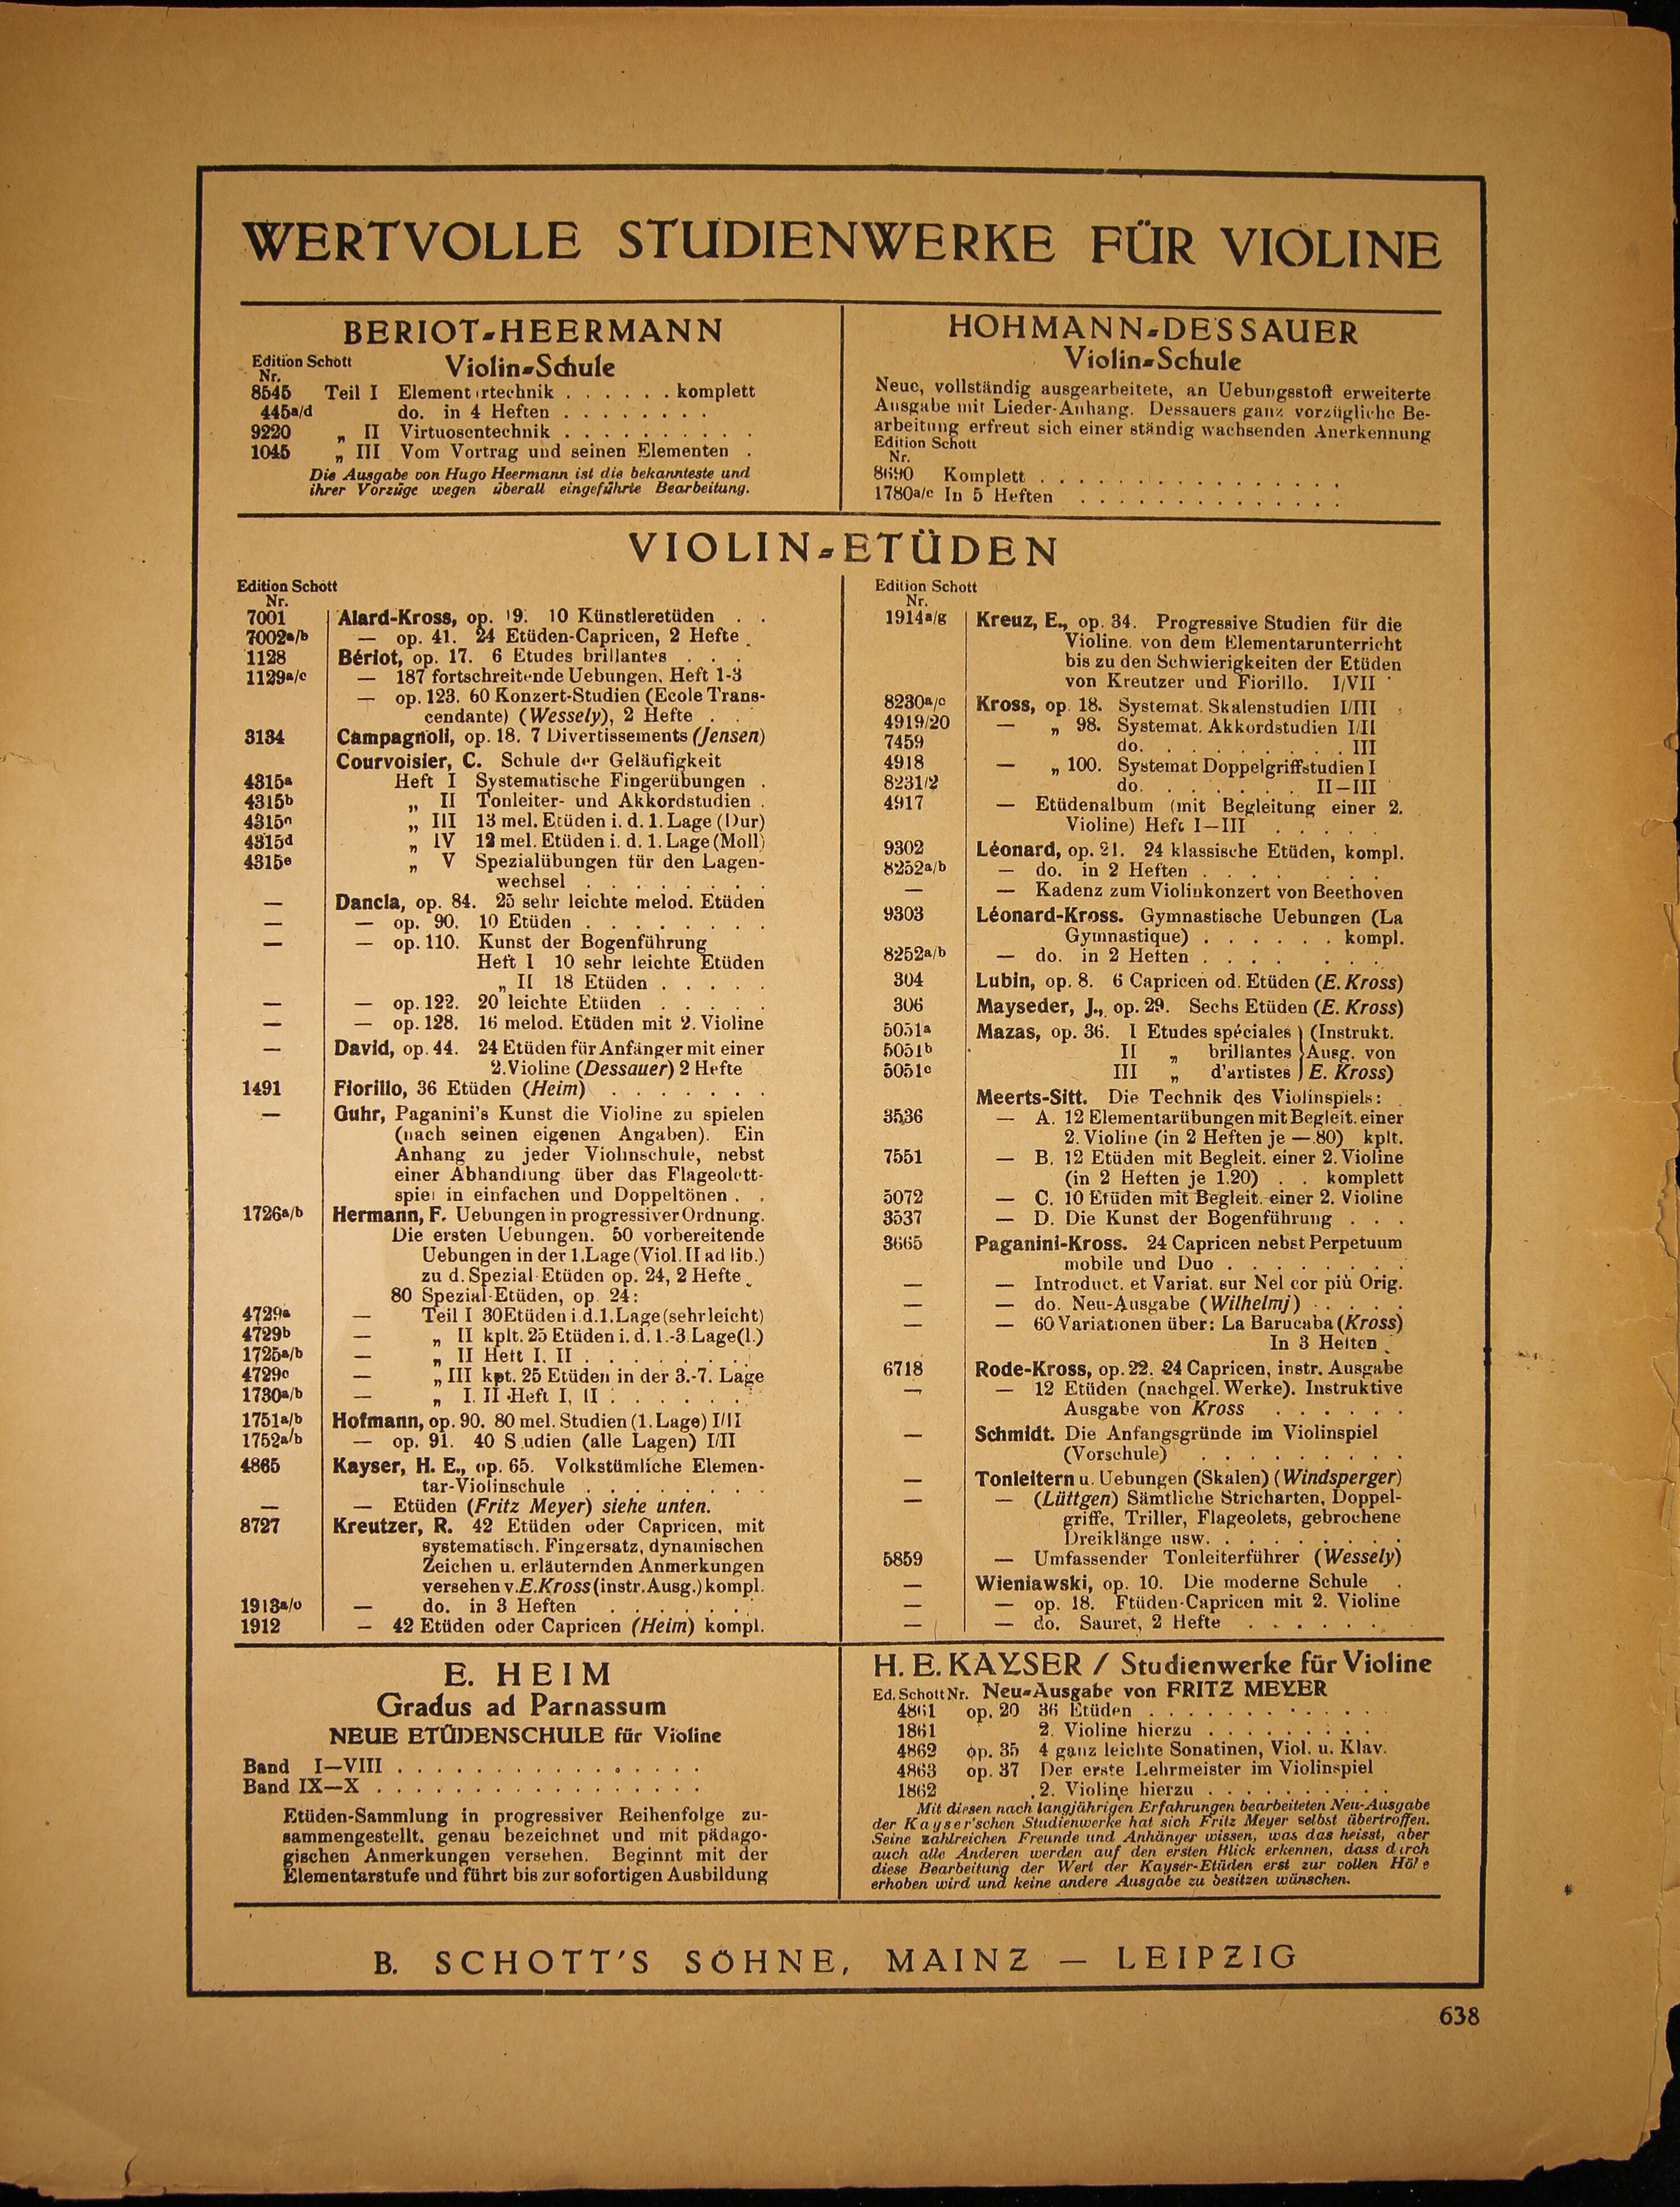 WERTVOLLE STUDIENWERKE FÜR VIOLINE
BERIOT-HEERMANN
Edition Schott Violin-Schule
Nr.
8545 Teil I Elementartechnik . . . . . . komplett
445a/d do. in 4 Heften . . . . . . . .
9220 „ II Virtuosentechnik . . . . . . . . . .
1045 „ III Vom Vortrag und seinen Elementen .
Die Ausgabe von Hugo Heermann ist die bekannteste und
ihrer Vorzüge wegen überall eingeführte Bearbeitung.
HOHMANN-DESSAUER
Violin-Schule
Neue, vollständig ausgearbeitete, an Uebungsstoff erweiterte
Ausgabe mit Lieder-Anhang. Dessauers ganz vorzügliche Be-
arbeitung erfreut sich einer ständig wachsenden Anerkennung
Edition Schott
Nr.
8690 Komplett . . . . . . . . . . . . . . . .
1780a/e In 5 Heften . . . . . . . . . . . . . .
VIOLIN-ETÜDEN
Edition Schott
Nr.
7001 Alard-Kross, op. 19. 10 Künstleretüden . .
7002a/b — op. 41. 24 Etüden-Capricen, 2 Hefte .
1128 Bériot, op. 17. 6 Etudes brillantes . . .
1129a/c — 187 fortschreitende Uebungen, Heft 1-3
— op. 123. 60 Konzert-Studien (Ecole Trans-
cendante) (Wessely), 2 Hefte . .
3134 Campagnoli, op. 18. 7 Divertissements (Jensen)
Courvoisier, C. Schule der Geläufigkeit
4315a Heft I Systematische Fingerübungen .
4315b „ II Tonleiter- und Akkordstudien .
4315c „ III 13 mel. Etüden i. d. 1. Lage (Dur)
4315d „ IV 12 mel. Etüden i. d. 1. Lage (Moll)
4315e „ V Spezialübungen für den Lagen-
wechsel . . . . . . . .
— Dancla, op. 84. 25 sehr leichte melod. Etüden
— — op. 90. 10 Etüden . . . . . . . .
— — op. 110. Kunst der Bogenführung
Heft I 10 sehr leichte Etüden
„ II 18 Etüden . . . . .
— — op. 122. 20 leichte Etüden . . . . .
— — op. 128. 16 melod. Etüden mit 2. Violine
— David, op. 44. 24 Etüden für Anfänger mit einer
2. Violine (Dessauer) 2 Hefte
1491 Fiorillo, 36 Etüden (Heim) . . . . . . .
— Guhr, Paganini's Kunst die Violine zu spielen
(nach seinen eigenen Angaben). Ein
Anhang zu jeder Violinschule, nebst
einer Abhandlung über das Flageolett-
spiel in einfachen und Doppeltönen . .
1726a/b Hermann, F. Uebungen in progressiver Ordnung.
Die ersten Uebungen. 50 vorbereitende
Uebungen in der 1. Lage (Viol. II ad lib.)
zu d. Spezial-Etüden op. 24, 2 Hefte .
80 Spezial-Etüden, op. 24:
4729a — Teil I 30 Etüden i. d. 1. Lage (sehr leicht)
4729b — „ II kplt. 25 Etüden i. d. 1.-3. Lage (l.)
1725a/b — „ II Heft I. II . . . . . . . .
4729c — „ III kpt. 25 Etüden in der 3.-7. Lage
1730a/b — „ I. II Heft I, II . . . . . . .
1751a/b Hofmann, op. 90. 80 mel. Studien (1. Lage) I/II
1752a/b — op. 91. 40 Studien (alle Lagen) I/II
4865 Kayser, H. E., op. 65. Volkstümliche Elemen-
tar-Violinschule . . . . . . . .
— — Etüden (Fritz Meyer) siehe unten.
8727 Kreutzer, R. 42 Etüden oder Capricen, mit
systematisch. Fingersatz, dynamischen
Zeichen u. erläuternden Anmerkungen
versehen v. E. Kross (instr. Ausg.) kompl.
1913a/c — do. in 3 Heften . . . . . .
1912 — 42 Etüden oder Capricen (Heim) kompl.
Edition Schott
Nr.
1914a/g Kreuz, E., op. 34. Progressive Studien für die
Violine, von dem Elementarunterricht
bis zu den Schwierigkeiten der Etüden
von Kreutzer und Fiorillo. I/VII
8230a/c Kross, op. 18. Systemat. Skalenstudien I/III
4919/20 — „ 98. Systemat. Akkordstudien I/II
7459 do. . . . . . . . . . III
4918 — „ 100. Systemat Doppelgriffstudien I
8231/2 do. . . . . . . . II—III
4917 — Etüdenalbum (mit Begleitung einer 2.
Violine) Heft I—III . . . . .
9302 Léonard, op. 21. 24 klassische Etüden, kompl.
8252a/b — do. in 2 Heften . . . . . . . .
— — Kadenz zum Violinkonzert von Beethoven
9303 Léonard-Kross. Gymnastische Uebungen (La
Gymnastique) . . . . . . kompl.
8252a/b — do. in 2 Heften . . . . . . . .
304 Lubin, op. 8. 6 Capricen od. Etüden (E. Kross)
306 Mayseder, J., op. 29. Sechs Etüden (E. Kross)
5051a Mazas, op. 36. I Etudes spéciales ) (Instrukt.
5051b II „ brillantes } Ausg. von
5051c III „ d'artistes ) E. Kross)
Meerts-Sitt. Die Technik des Violinspiels:
3536 — A. 12 Elementarübungen mit Begleit. einer
2. Violine (in 2 Heften je —.80) kplt.
7551 — B. 12 Etüden mit Begleit. einer 2. Violine
(in 2 Heften je 1.20) . . komplett
5072 — C. 10 Etüden mit Begleit. einer 2. Violine
3537 — D. Die Kunst der Bogenführung . . .
3665 Paganini-Kross. 24 Capricen nebst Perpetuum
mobile und Duo . . . . . . . .
— — Introduct. et Variat. sur Nel cor più Orig.
— — do. Neu-Ausgabe (Wilhelmj) . . . . .
— — 60 Variationen über: La Barucaba (Kross)
In 3 Heften .
6718 Rode-Kross, op. 22. 24 Capricen, instr. Ausgabe
— — 12 Etüden (nachgel. Werke). Instruktive
Ausgabe von Kross . . . . . .
— Schmidt. Die Anfangsgründe im Violinspiel
(Vorschule) . . . . . . . . .
— Tonleitern u. Uebungen (Skalen) (Windsperger)
— — (Lüttgen) Sämtliche Stricharten, Doppel-
griffe, Triller, Flageolets, gebrochene
Dreiklänge usw. . . . . . . . .
5859 — Umfassender Tonleiterführer (Wessely)
— Wieniawski, op. 10. Die moderne Schule .
— — op. 18. Etüden-Capricen mit 2. Violine
— — do. Sauret, 2 Hefte . . . . . .
E. HEIM
Gradus ad Parnassum
NEUE ETÜDENSCHULE für Violine
Band I—VIII . . . . . . . . . . . . . . . .
Band IX—X . . . . . . . . . . . . . . . . .
Etüden-Sammlung in progressiver Reihenfolge zu-
sammengestellt, genau bezeichnet und mit pädago-
gischen Anmerkungen versehen. Beginnt mit der
Elementarstufe und führt bis zur sofortigen Ausbildung
H. E. KAYSER / Studienwerke für Violine
Ed. Schott Nr. Neu-Ausgabe von FRITZ MEYER
4861 op. 20 36 Etüden . . . . . . . . . . . .
1861 2. Violine hierzu . . . . . . . . .
4862 op. 35 4 ganz leichte Sonatinen, Viol. u. Klav.
4863 op. 37 Der erste Lehrmeister im Violinspiel
1862 2. Violine hierzu . . . . . . . . . .
Mit diesen nach langjährigen Erfahrungen bearbeiteten Neu-Ausgabe
der Kayser'schen Studienwerke hat sich Fritz Meyer selbst übertroffen.
Seine zahlreichen Freunde und Anhänger wissen, was das heisst, aber
auch alle Anderen werden auf den ersten Blick erkennen, dass durch
diese Bearbeitung der Wert der Kayser-Etüden erst zur vollen Höhe
erhoben wird und keine andere Ausgabe zu besitzen wünschen.
B. SCHOTT'S SÖHNE, MAINZ — LEIPZIG
638